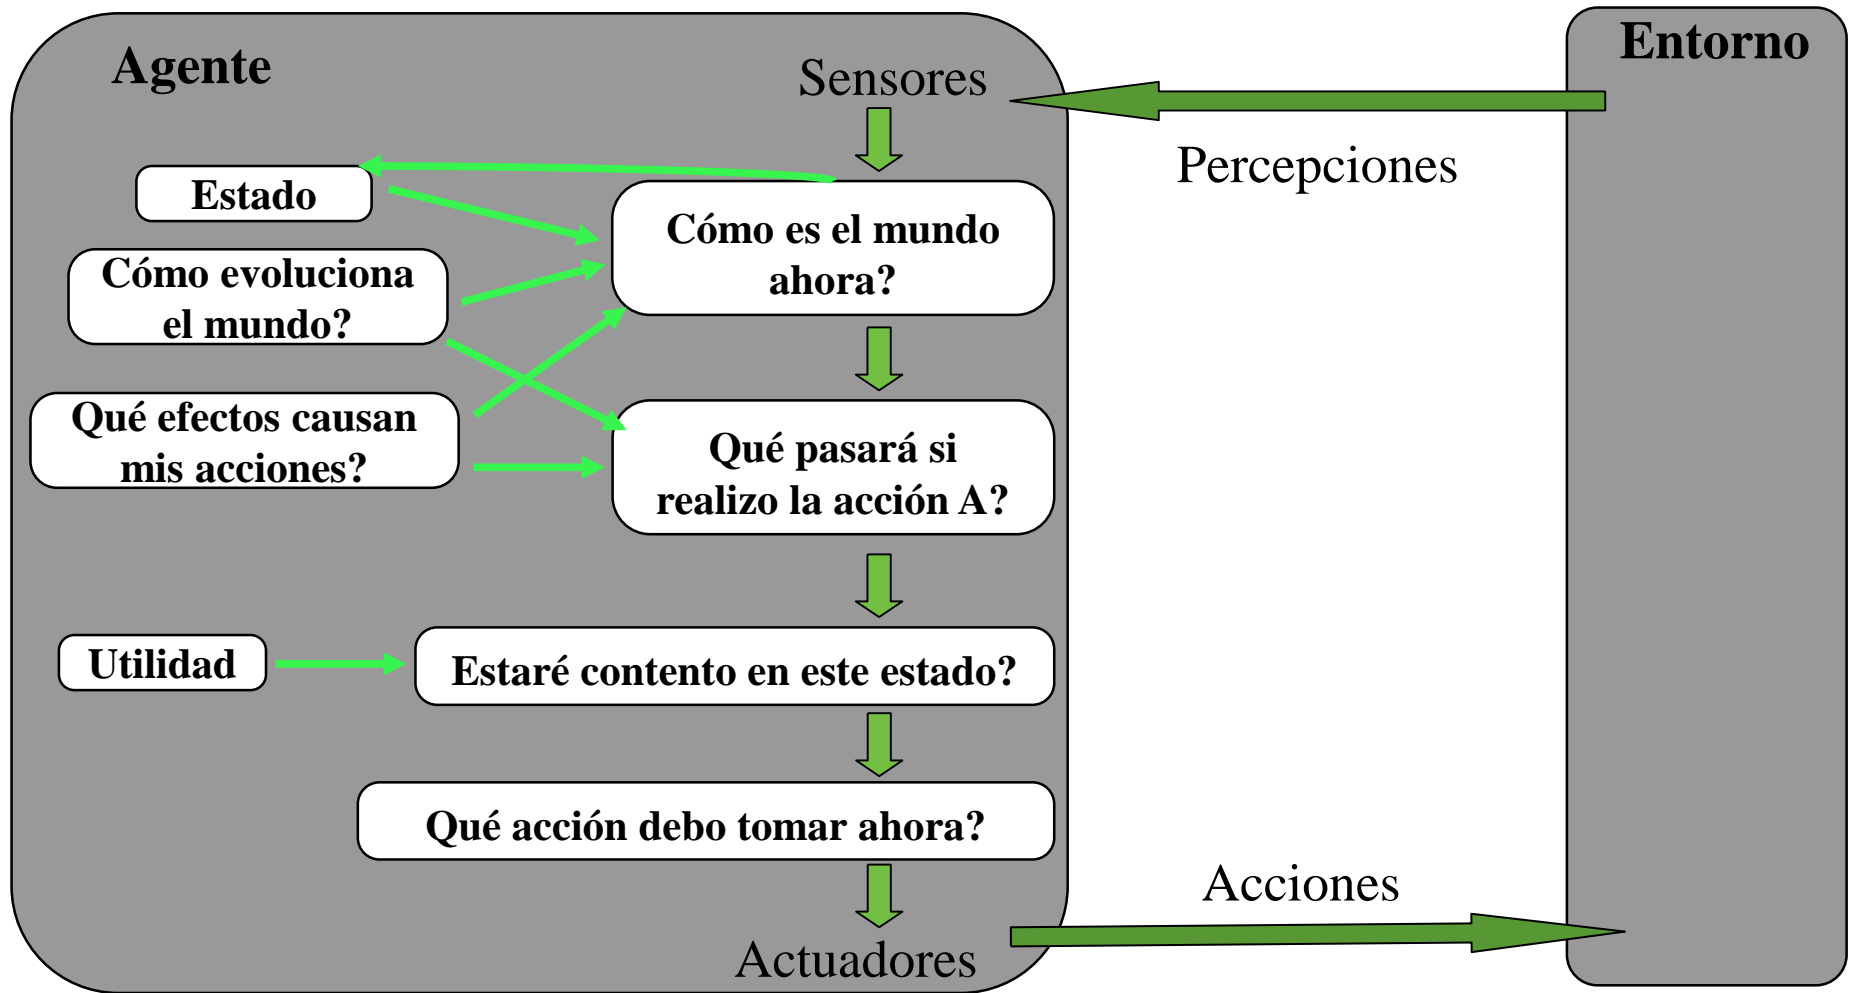 Agente
Sensores
Entorno
Percepciones
Estado
Cómo es el mundo
ahora?
Cómo evoluciona
el mundo?
Qué efectos causan
mis acciones?
Qué pasará si
realizo la acción A?
Utilidad
Estaré contento en este estado?
Qué acción debo tomar ahora?
Acciones
Actuadores